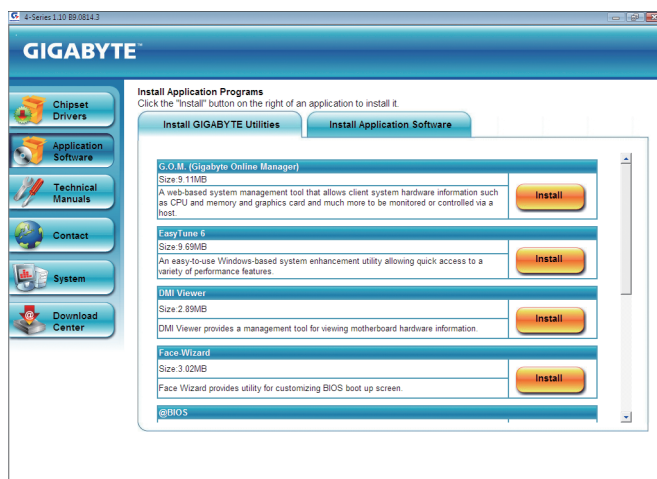 4-Series 1.10 B9.0814.3
GIGABYTE™
Chipset
Drivers
Application
Software
Technical
Manuals
Contact
System
Download
Center
Install Application Programs
Click the "Install" button on the right of an application to install it.
Install GIGABYTE Utilities
Install Application Software
G.O.M. (Gigabyte Online Manager)
Size:9.11MB
A web-based system management tool that allows client system hardware information such
as CPU and memory and graphics card and much more to be monitored or controlled via a
host.
Install
EasyTune 6
Size:9.69MB
An easy-to-use Windows-based system enhancement utility allowing quick access to a
variety of performance features.
Install
DMI Viewer
Size:2.89MB
DMI Viewer provides a management tool for viewing motherboard hardware information.
Install
Face-Wizard
Size:3.02MB
Face Wizard provides utility for customizing BIOS boot up screen.
Install
@BIOS